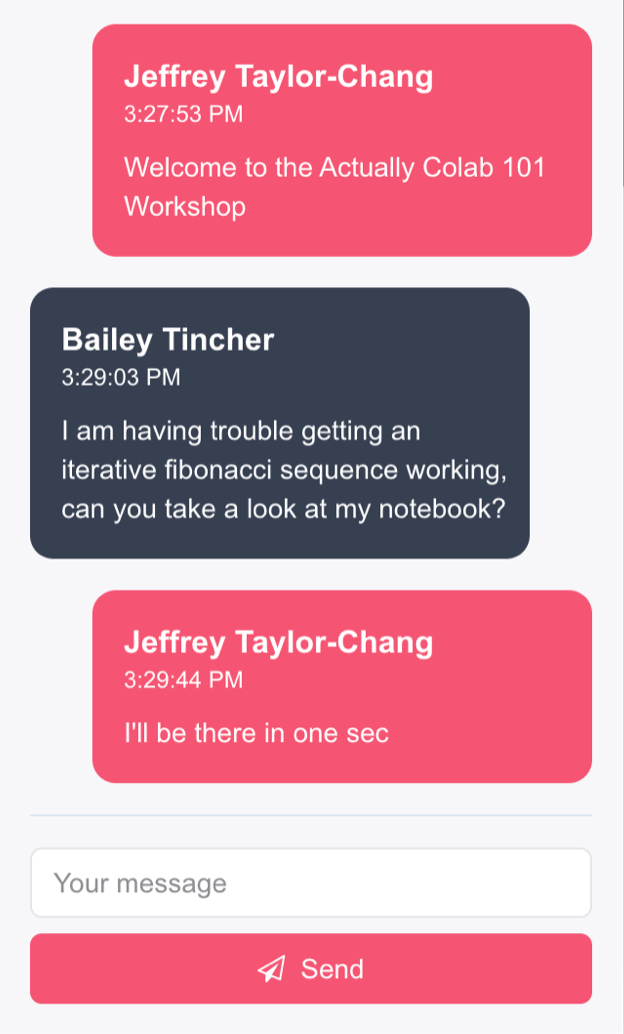 Jeffrey Taylor-Chang
3:27:53 PM
Welcome to the Actually Colab 101
Workshop
Bailey Tincher
3:29:03 PM
I am having trouble getting an
iterative fibonacci sequence working,
can you take a look at my notebook?
Jeffrey Taylor-Chang
3:29:44 PM
I'll be there in one sec
Your message
Send